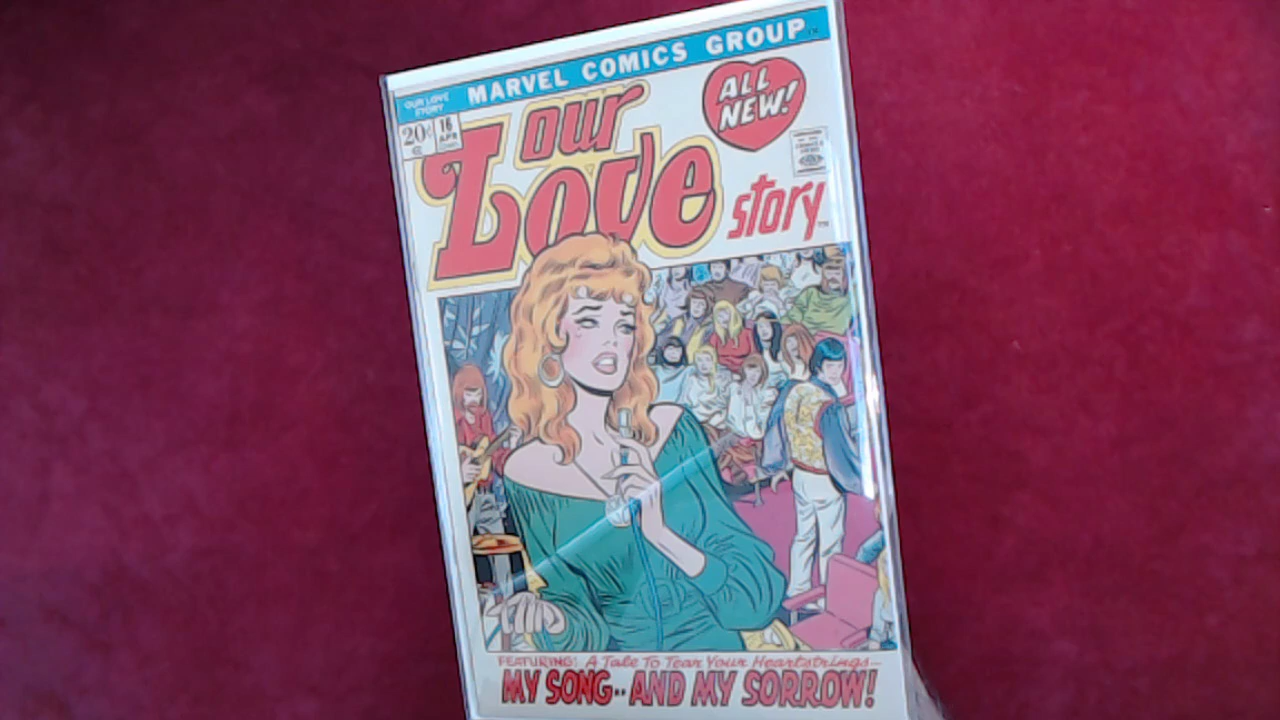 MARVEL COMICS GROUP
OUR LOVE
STORY
20¢
16
APR
our
Love
story
ALL
NEW!
FEATURING: A Tale To Tear Your Heartstrings--
MY SONG-- AND MY SORROW!